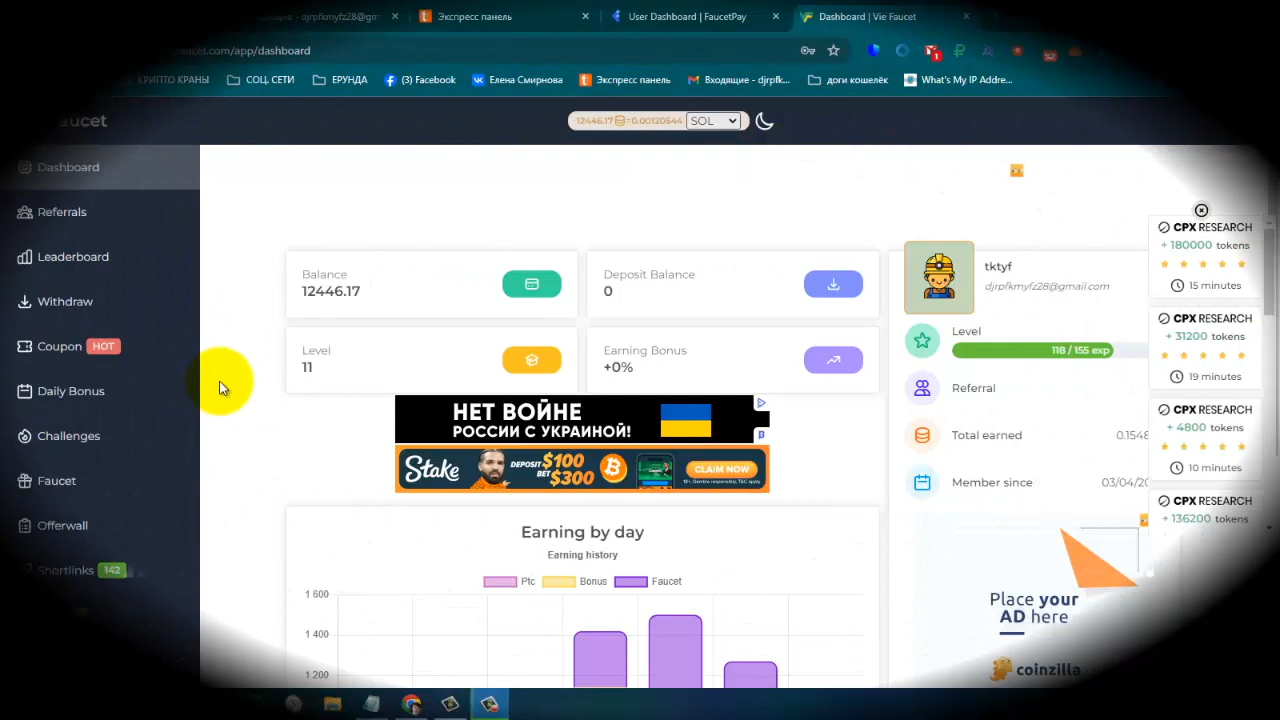 djrpfkmyfz28@gm
Экспресс панель
User Dashboard | FaucetPay
Dashboard | Vie Faucet
.com/app/dashboard
1
КРИПТО КРАНЫ
СОЦ. СЕТИ
ЕРУНДА
(3) Facebook
Елена Смирнова
Экспресс панель
Входящие - djrpfk...
доги кошелёк
What's My IP Addre...
aucet
12446.17 =0.00120544 SOL
Dashboard
Referrals
Leaderboard
Withdraw
Coupon HOT
Daily Bonus
Challenges
Faucet
Offerwall
Shortlinks 142
Balance
12446.17
Deposit Balance
0
Level
11
Earning Bonus
+0%
НЕТ ВОЙНЕ
РОССИИ С УКРАИНОЙ!
Stake
DEPOSIT $100
BET $300
CLAIM NOW
Earning by day
Earning history
Ptc
Bonus
Faucet
1 600
1 400
1 200
tktyf
djrpfkmyfz28@gmail.com
Level
118 / 155 exp
Referral
Total earned
0.1548
Member since
03/04/20
Place your
AD here
coinzilla
CPX RESEARCH
+ 180000 tokens
15 minutes
CPX RESEARCH
+ 31200 tokens
19 minutes
CPX RESEARCH
+ 4800 tokens
10 minutes
CPX RESEARCH
+ 136200 tokens